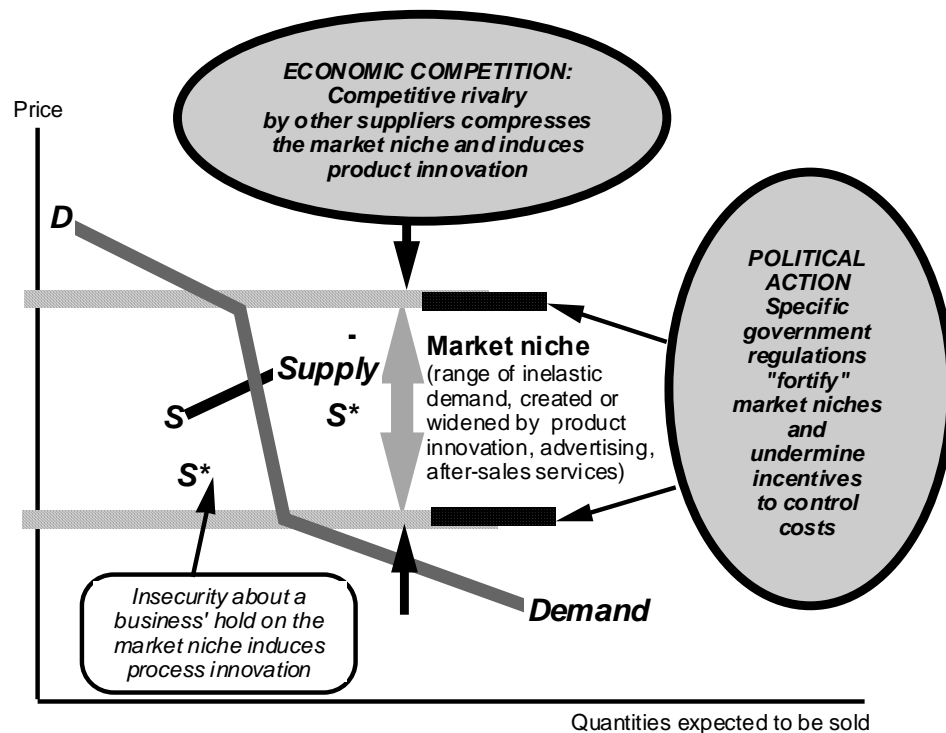 ECONOMIC COMPETITION:
Competitive rivalry
by other suppliers compresses
the market niche and induces
product innovation
Price
D
POLITICAL
ACTION
Specific
government
regulations
"fortify"
market niches
and
undermine
incentives
to control
costs
-
Supply
S*
S
S*
Market niche
(range of inelastic
demand, created or
widened by product
innovation, advertising,
after-sales services)
Insecurity about a
business' hold on the
market niche induces
process innovation
Demand
Quantities expected to be sold